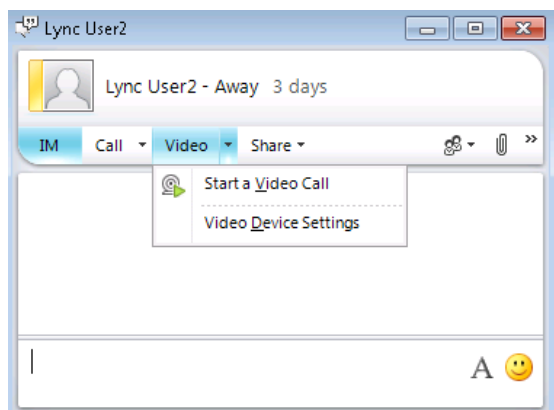 Lync User2
Lync User2 - Away 3 days
IM Call Video Share »
Start a Video Call
Video Device Settings
A